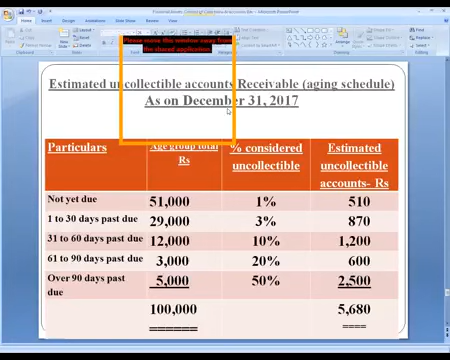 Please move this window away from
the shared application
Estimated uncollectible accounts Receivable (aging schedule)
As on December 31, 2017
Particulars Age group total Rs % considered uncollectible Estimated uncollectible accounts- Rs
Not yet due 51,000 1% 510
1 to 30 days past due 29,000 3% 870
31 to 60 days past due 12,000 10% 1,200
61 to 90 days past due 3,000 20% 600
Over 90 days past due 5,000 50% 2,500
100,000 5,680
====== ====